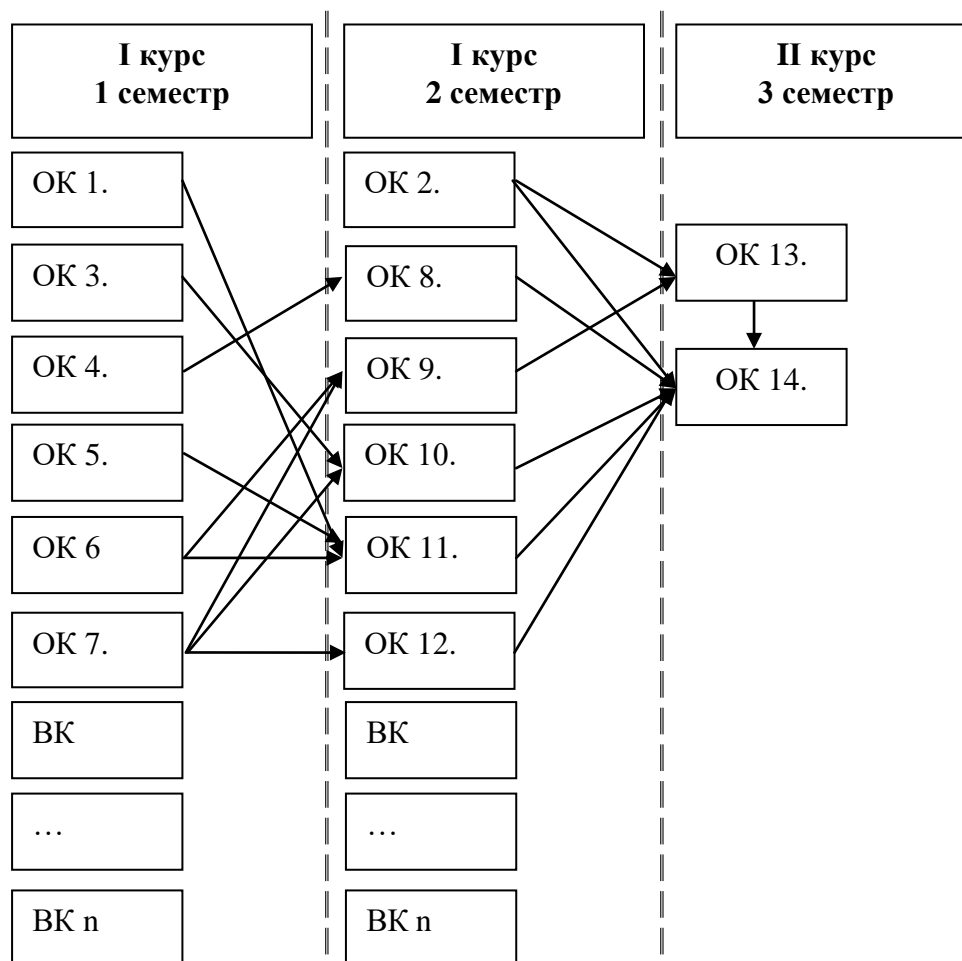 І курс
1 семестр
І курс
2 семестр
ІІ курс
3 семестр
ОК 1.
ОК 3.
ОК 4.
ОК 5.
ОК 6
ОК 7.
ВК
…
ВК n
ОК 2.
ОК 8.
ОК 9.
ОК 10.
ОК 11.
ОК 12.
ВК
…
ВК n
ОК 13.
ОК 14.